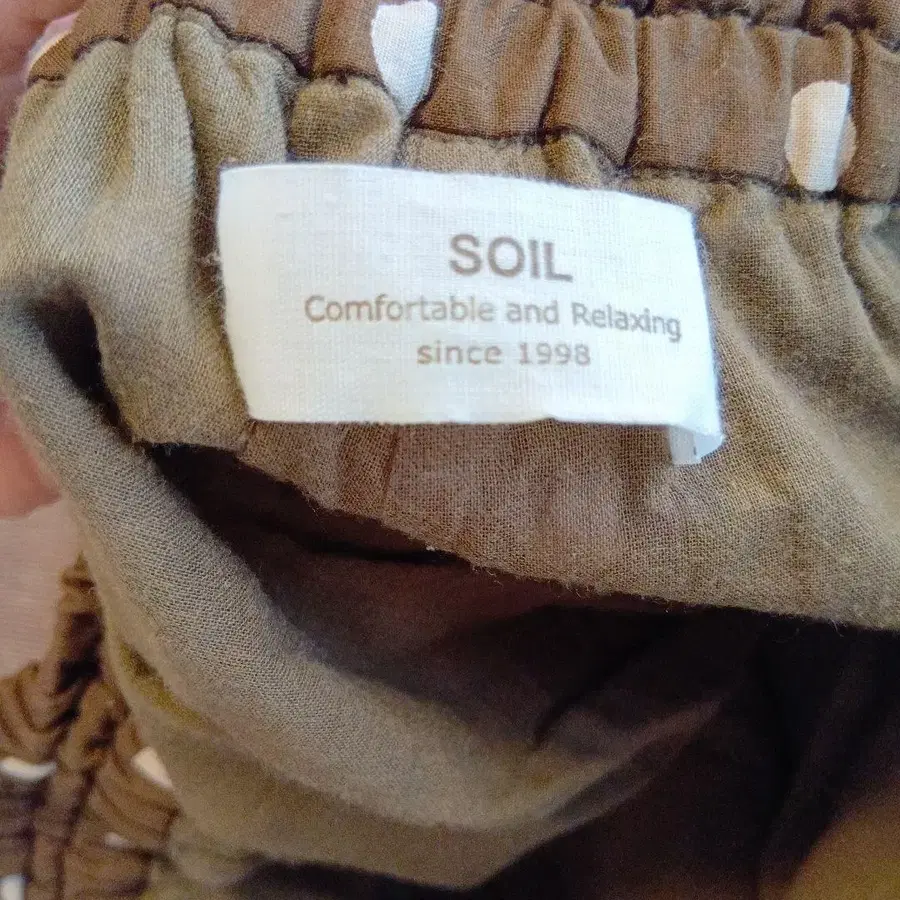 SOIL
Comfortable and Relaxing
since 1998